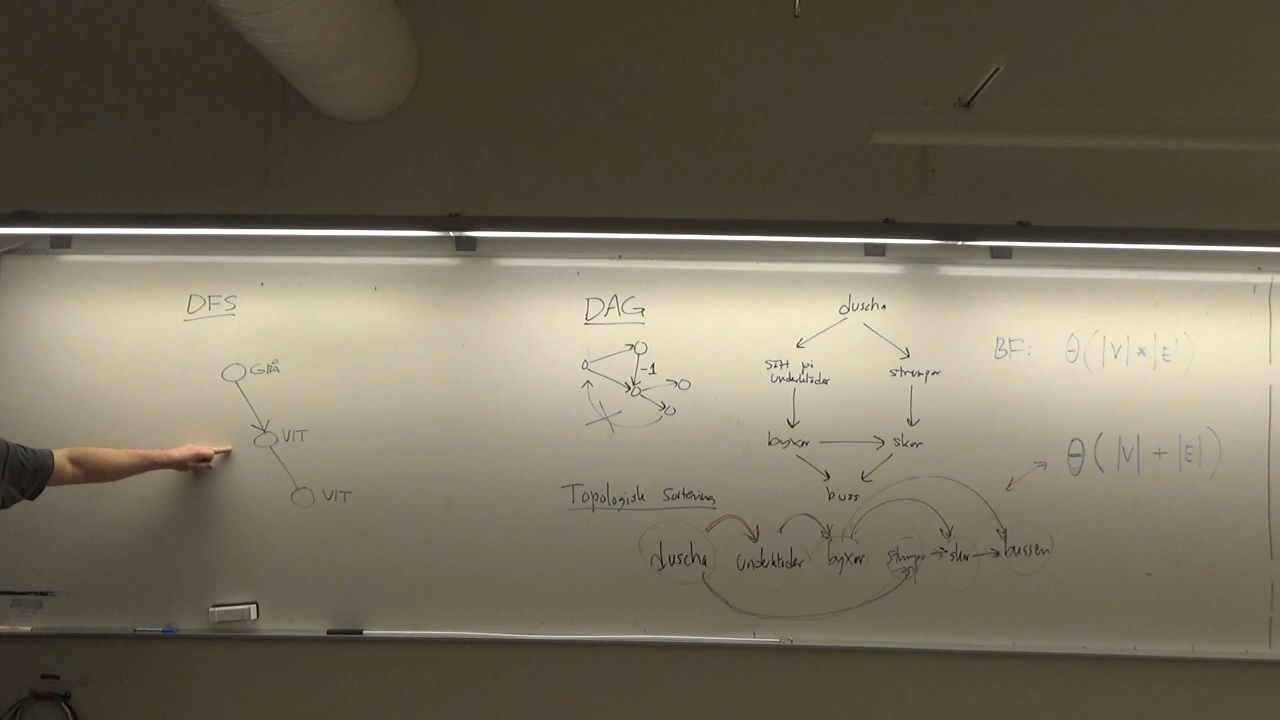 DFS
GRÅ
VIT
VIT
DAG
-1
duscha
sätt på
underkläder
strumpor
byxor
skor
buss
Topologisk Sortering
duscha underkläder byxor strumpor skor bussen
BF: Θ(|V|*|E|)
Θ(|V|+|E|)